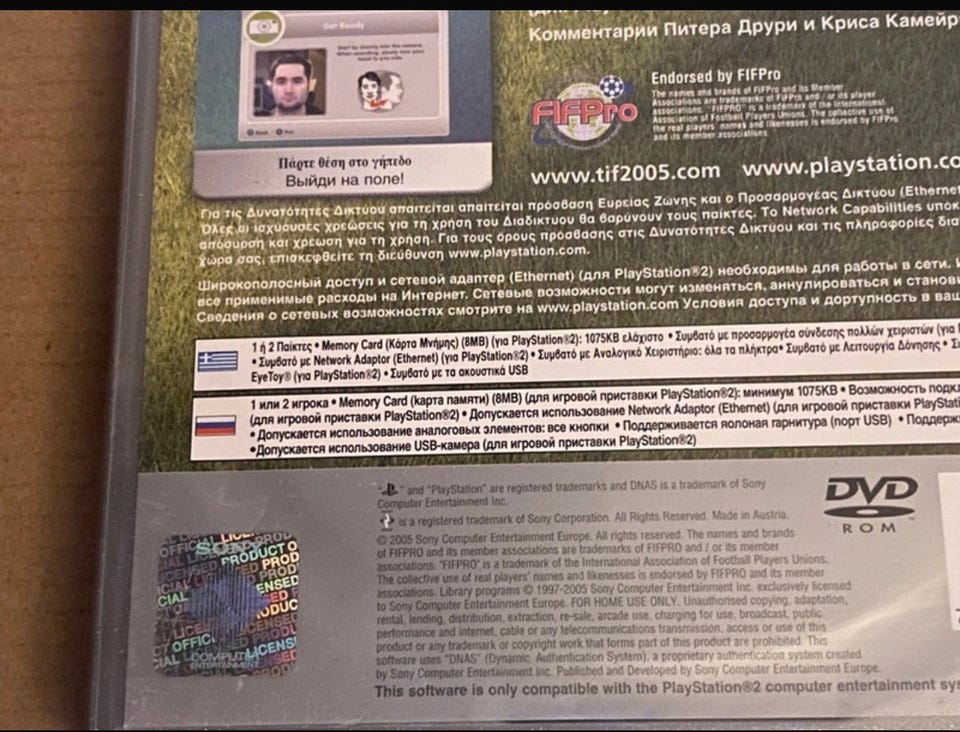 Get Ready
Πάρτε θέση στο γήπεδο
Выйди на поле!
Комментарии Питера Друри и Криса
FIFPro
Endorsed by FIFPro
The names and brands of FIFPro and its Member
Associations are trademarks of FIFPro and / or its player
Associations. "FIFPRO" is a trademark of the International
Association of Football Players Unions. The collective use of
the real players' names and likenesses is endorsed by FIFPro
and its member associations.
www.tif2005.com www.playstation.co
Για τις Δυνατότητες Δικτύου απαιτείται απαιτείται πρόσβαση Ευρείας Ζώνης και ο Προσαρμογέας Δικτύου (Ethernet
Όλες οι ισχύουσες χρεώσεις για τη χρήση του Διαδικτύου θα βαρύνουν τους παίκτες. Το Network Capabilities υποκ
απόσυρση και χρέωση για τη χρήση. Για τους όρους πρόσβασης στις Δυνατότητες Δικτύου και τις πληροφορίες δια
χώρα σας, επισκεφθείτε τη διεύθυνση www.playstation.com.
Широкополосный доступ и сетевой адаптер (Ethernet) (для PlayStation®2) необходимы для работы в сети. И
все применимые расходы на Интернет. Сетевые возможности могут изменяться, аннулироваться и станови
Сведения о сетевых возможностях смотрите на www.playstation.com Условия доступа и дортупность в ваш
1 ή 2 Παίκτες • Memory Card (Κάρτα Μνήμης) (8MB) (για PlayStation®2): 1075KB ελάχιστο • Συμβατό με προσαρμογέα σύνδεσης πολλών χειριστών (για
• Συμβατό με Network Adaptor (Ethernet) (για PlayStation®2) • Συμβατό με Αναλογικό Χειριστήριο: όλα τα πλήκτρα• Συμβατό με Λειτουργία Δόνησης •
EyeToy® (για PlayStation®2) • Συμβατό με τα ακουστικά USB
1 или 2 игрока • Memory Card (карта памяти) (8MB) (для игровой приставки PlayStation®2): минимум 1075KB • Возможность подкл
(для игровой приставки PlayStation®2) • Допускается использование Network Adaptor (Ethernet) (для игровой приставки PlayStati
• Допускается использование аналоговых элементов: все кнопки • Поддерживается ялоная гарнитура (порт USB) • Поддерж
•Допускается использование USB-камера (для игровой приставки PlayStation®2)
" " and "PlayStation" are registered trademarks and DNAS is a trademark of Sony
Computer Entertainment Inc.
is a registered trademark of Sony Corporation. All Rights Reserved. Made in Austria.
© 2005 Sony Computer Entertainment Europe. All rights reserved. The names and brands
of FIFPRO and its member associations are trademarks of FIFPRO and / or its member
associations. "FIFPRO" is a trademark of the International Association of Football Players Unions.
The collective use of real players' names and likenesses is endorsed by FIFPRO and its member
associations. Library programs © 1997-2005 Sony Computer Entertainment Inc. exclusively licensed
to Sony Computer Entertainment Europe. FOR HOME USE ONLY. Unauthorised copying, adaptation,
rental, lending, distribution, extraction, re-sale, arcade use, charging for use, broadcast, public
performance and internet, cable or any telecommunications transmission, access or use of this
product or any trademark or copyright work that forms part of this product are prohibited. This
software uses "DNAS" (Dynamic Authentication System), a proprietary authentication system created
by Sony Computer Entertainment Inc. Published and Developed by Sony Computer Entertainment Europe.
This software is only compatible with the PlayStation®2 computer entertainment sys
DVD
ROM
SONY
COMPUTER
ENTERTAINMENT
OFFICIAL LICENSED PRODUCT